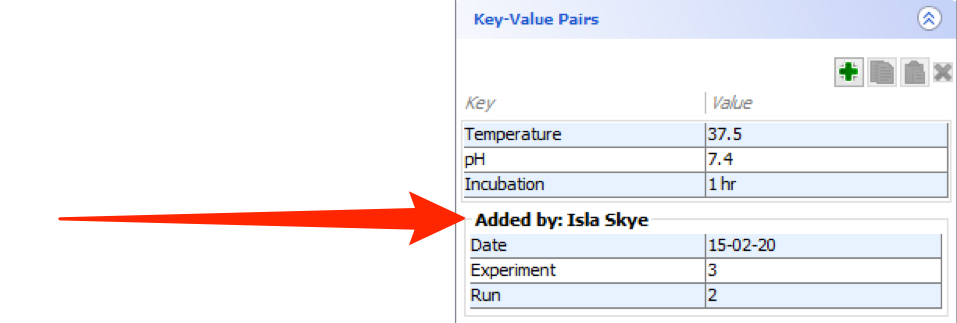 Key-Value Pairs
Key Value
Temperature 37.5
pH 7.4
Incubation 1 hr
Added by: Isla Skye
Date 15-02-20
Experiment 3
Run 2